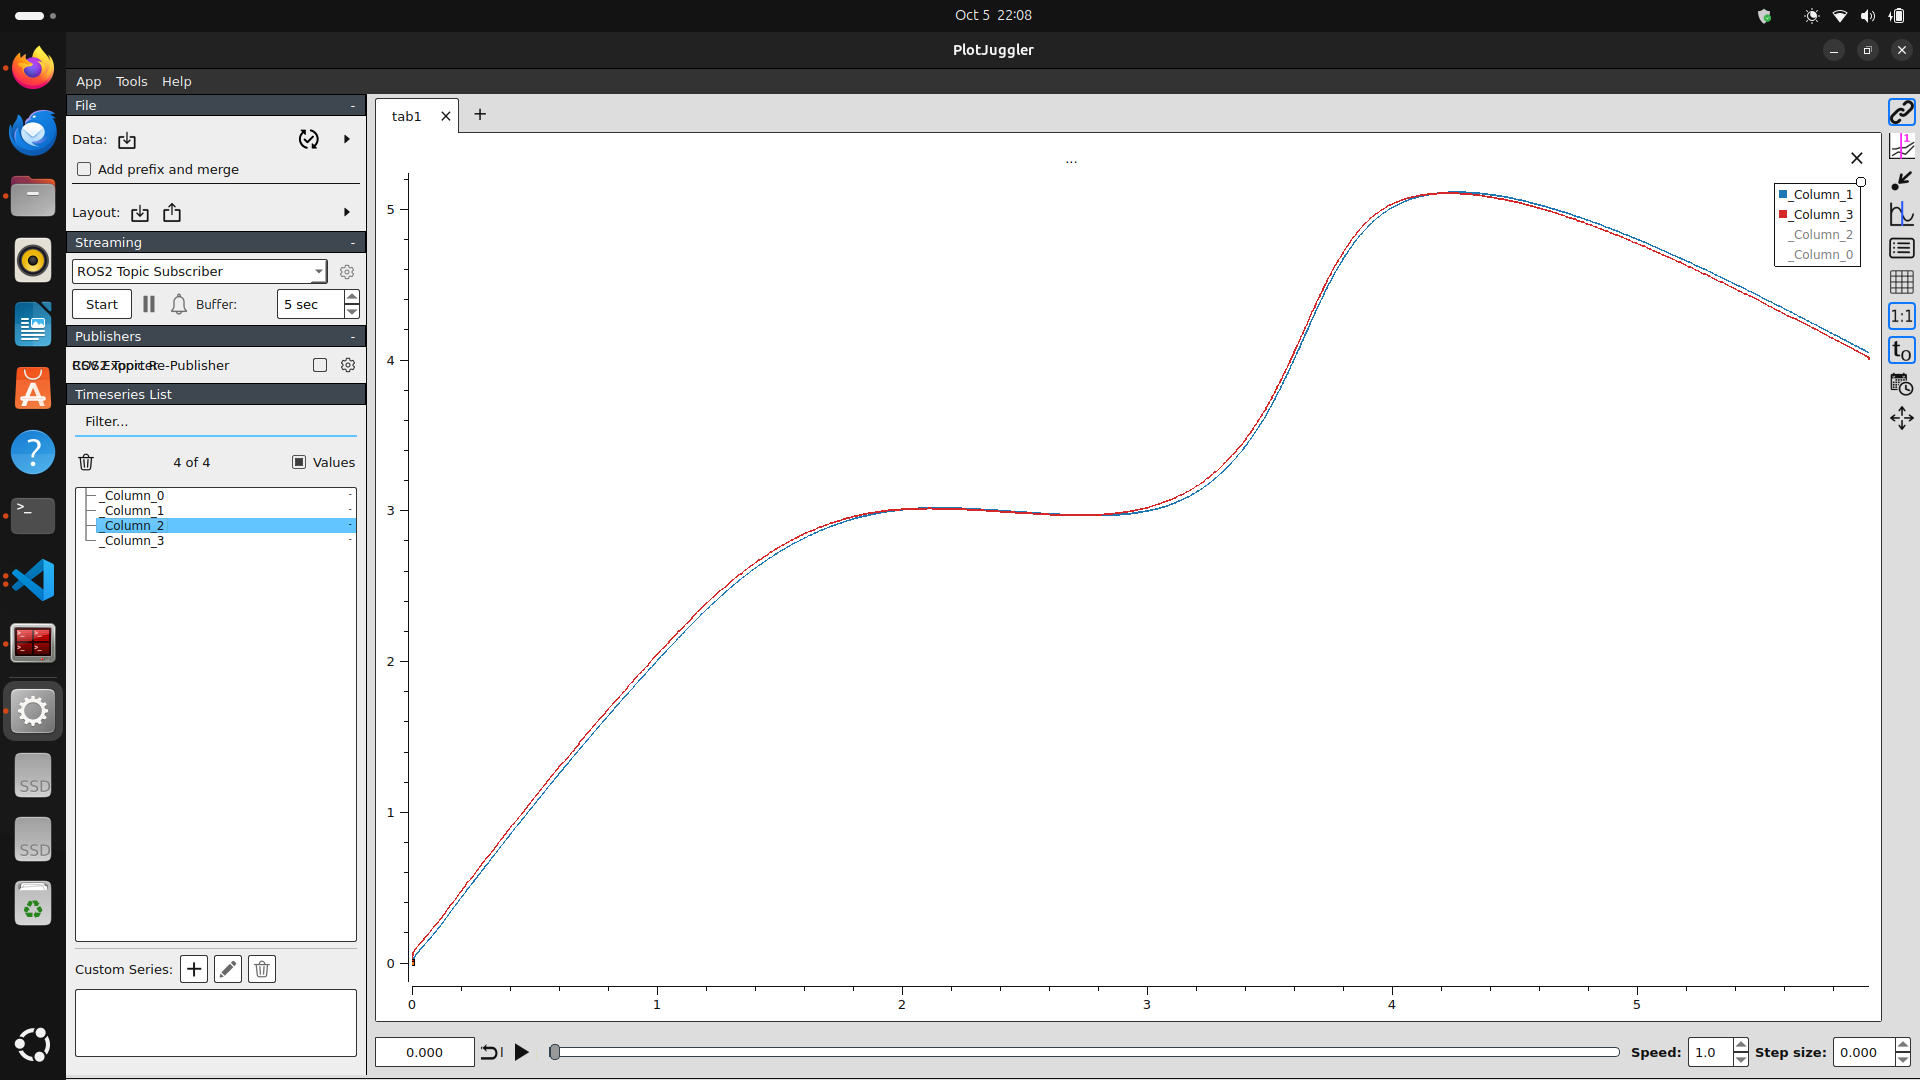 Oct 5 22:08
PlotJuggler
App Tools Help
File -
Data:
Add prefix and merge
Layout:
Streaming -
ROS2 Topic Subscriber
Start Buffer: 5 sec
Publishers -
ROS2 Topic Re-Publisher
CSV Exporter
Timeseries List
Filter...
4 of 4 Values
_Column_0 -
_Column_1 -
_Column_2 -
_Column_3 -
Custom Series:
tab1
...
_Column_1
_Column_3
_Column_2
_Column_0
5
4
3
2
1
0
0 1 2 3 4 5
0.000
Speed: 1.0 Step size: 0.000
1
1:1
t0
>_
?
A
SSD
SSD